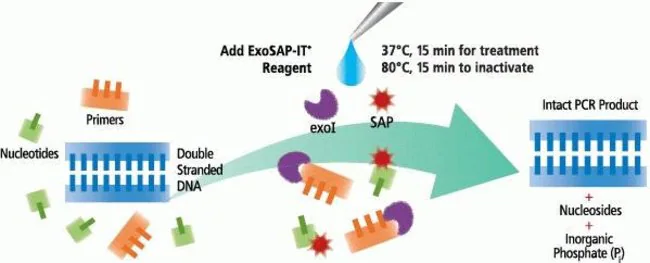 Add ExoSAP-IT*
Reagent
37°C, 15 min for treatment
80°C, 15 min to inactivate
Primers
Nucleotides
Double
Stranded
DNA
exoI
SAP
Intact PCR Product
+
Nucleosides
+
Inorganic
Phosphate (Pi)